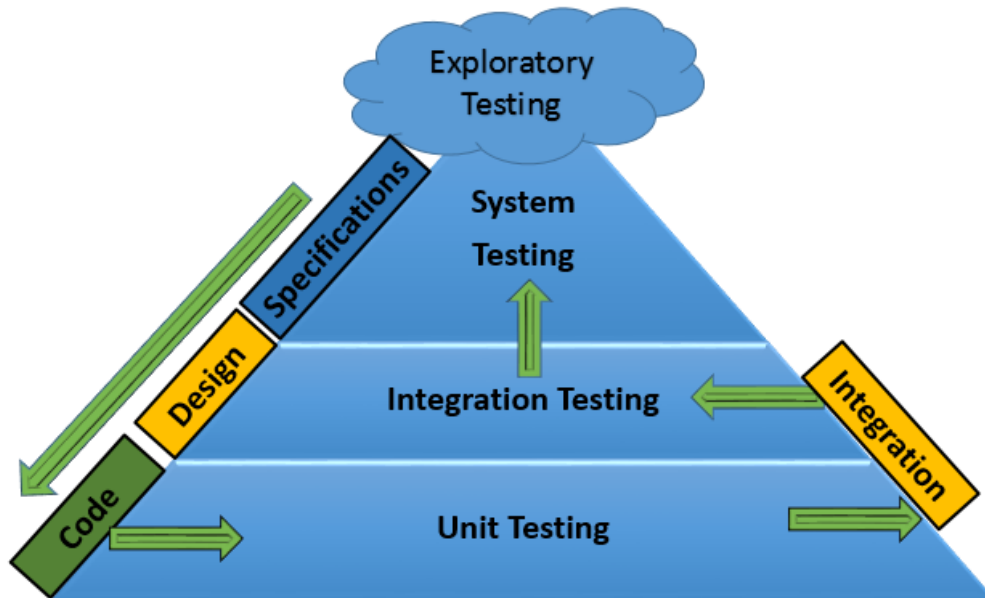 Exploratory
Testing
System
Testing
Specifications
Design
Integration Testing
Integration
Code
Unit Testing